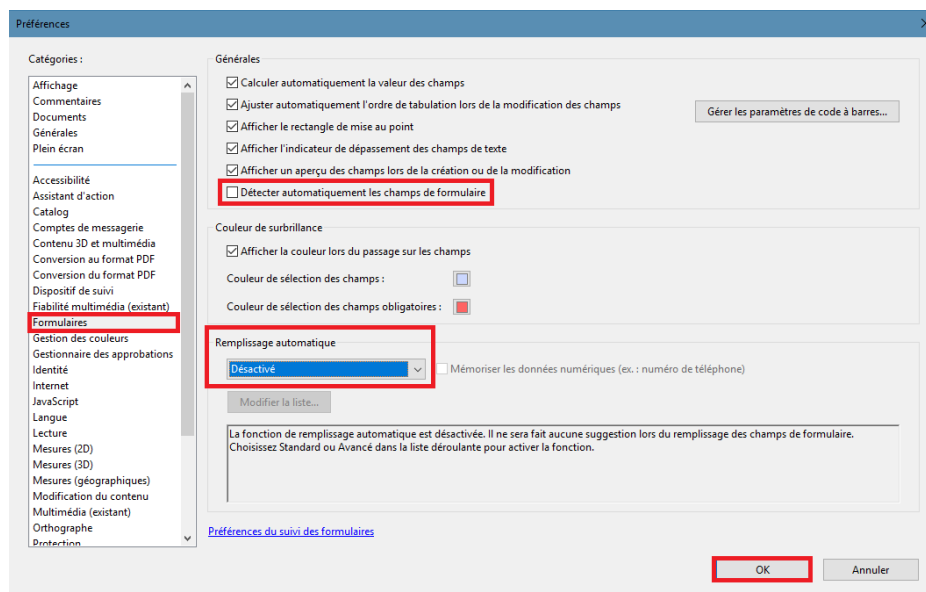 Préférences
Catégories :
Affichage
Commentaires
Documents
Générales
Plein écran
Accessibilité
Assistant d'action
Catalog
Comptes de messagerie
Contenu 3D et multimédia
Conversion au format PDF
Conversion du format PDF
Dispositif de suivi
Fiabilité multimédia (existant)
Formulaires
Gestion des couleurs
Gestionnaire des approbations
Identité
Internet
JavaScript
Langue
Lecture
Mesures (2D)
Mesures (3D)
Mesures (géographiques)
Modification du contenu
Multimédia (existant)
Orthographe
Protection
Générales
Calculer automatiquement la valeur des champs
Ajuster automatiquement l'ordre de tabulation lors de la modification des champs
Gérer les paramètres de code à barres...
Afficher le rectangle de mise au point
Afficher l'indicateur de dépassement des champs de texte
Afficher un aperçu des champs lors de la création ou de la modification
Détecter automatiquement les champs de formulaire
Couleur de surbrillance
Afficher la couleur lors du passage sur les champs
Couleur de sélection des champs :
Couleur de sélection des champs obligatoires :
Remplissage automatique
Désactivé
Mémoriser les données numériques (ex. : numéro de téléphone)
Modifier la liste...
La fonction de remplissage automatique est désactivée. Il ne sera fait aucune suggestion lors du remplissage des champs de formulaire.
Choisissez Standard ou Avancé dans la liste déroulante pour activer la fonction.
Préférences du suivi des formulaires
OK
Annuler